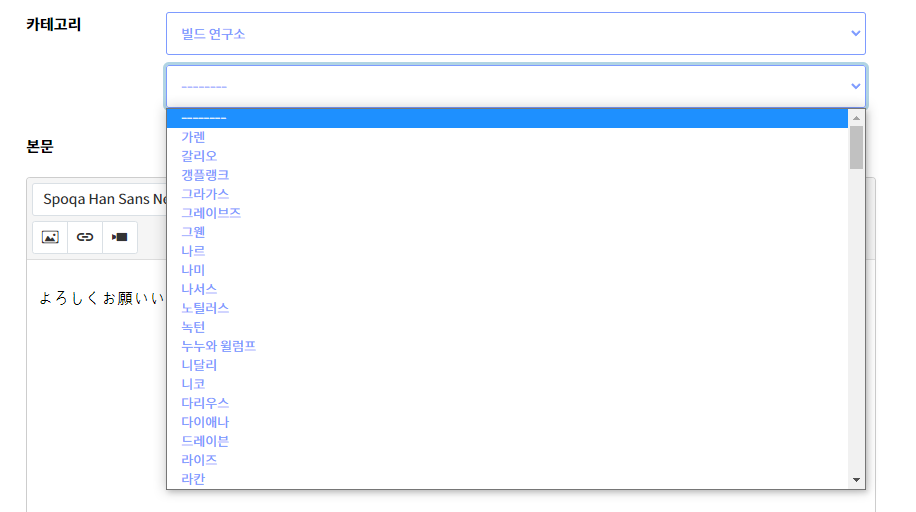 카테고리
빌드 연구소
--------
--------
가렌
갈리오
갱플랭크
그라가스
그레이브즈
그웬
나르
나미
나서스
노틸러스
녹턴
누누와 윌럼프
니달리
니코
다리우스
다이애나
드레이븐
라이즈
라칸
본문
Spoqa Han Sans Ne
よろしくお願いい